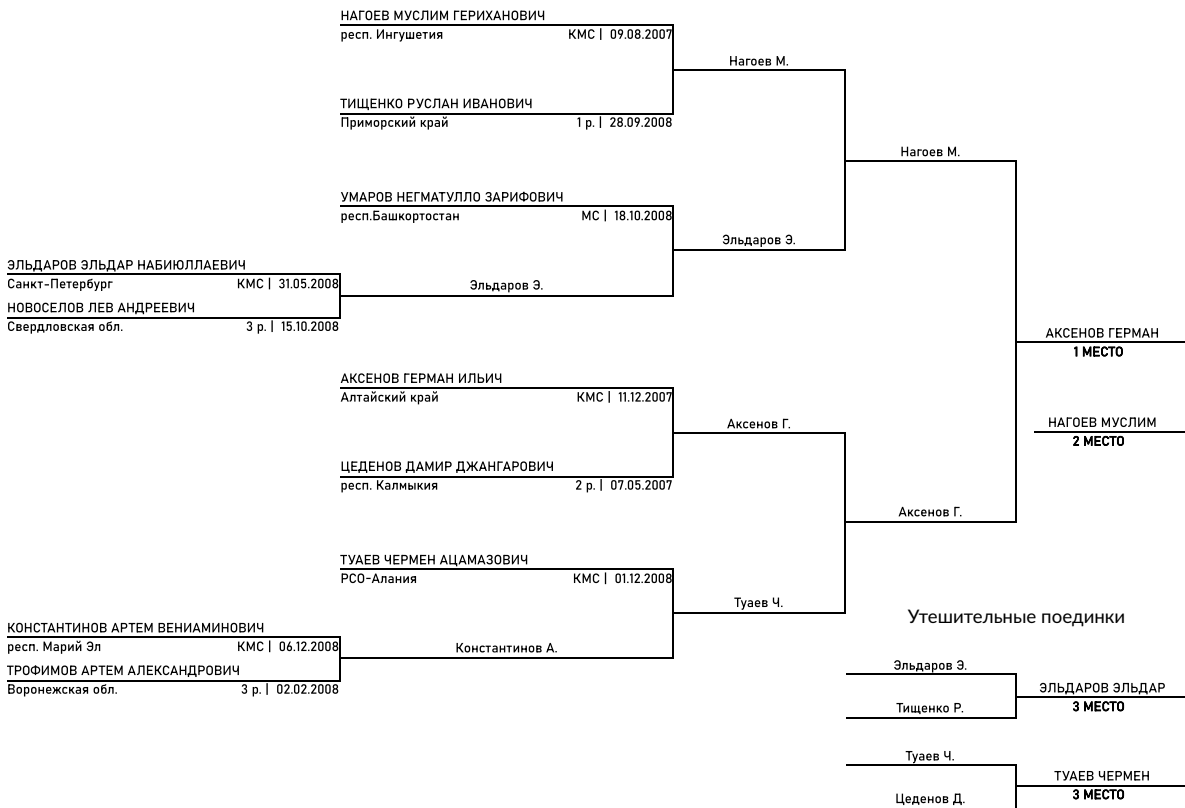 НАГОЕВ МУСЛИМ ГЕРИХАНОВИЧ
респ. Ингушетия КМС | 09.08.2007
Нагоев М.
ТИЩЕНКО РУСЛАН ИВАНОВИЧ
Приморский край 1 р. | 28.09.2008
Нагоев М.
УМАРОВ НЕГМАТУЛЛО ЗАРИФОВИЧ
респ.Башкортостан МС | 18.10.2008
Эльдаров Э.
ЭЛЬДАРОВ ЭЛЬДАР НАБИЮЛЛАЕВИЧ
Санкт-Петербург КМС | 31.05.2008
Эльдаров Э.
НОВОСЕЛОВ ЛЕВ АНДРЕЕВИЧ
Свердловская обл. 3 р. | 15.10.2008
АКСЕНОВ ГЕРМАН
1 МЕСТО
АКСЕНОВ ГЕРМАН ИЛЬИЧ
Алтайский край КМС | 11.12.2007
Аксенов Г.
НАГОЕВ МУСЛИМ
2 МЕСТО
ЦЕДЕНОВ ДАМИР ДЖАНГАРОВИЧ
респ. Калмыкия 2 р. | 07.05.2007
Аксенов Г.
ТУАЕВ ЧЕРМЕН АЦАМАЗОВИЧ
РСО-Алания КМС | 01.12.2008
Туаев Ч.
Утешительные поединки
КОНСТАНТИНОВ АРТЕМ ВЕНИАМИНОВИЧ
респ. Марий Эл КМС | 06.12.2008
Константинов А.
ТРОФИМОВ АРТЕМ АЛЕКСАНДРОВИЧ
Воронежская обл. 3 р. | 02.02.2008
Эльдаров Э.
ЭЛЬДАРОВ ЭЛЬДАР
3 МЕСТО
Тищенко Р.
Туаев Ч.
ТУАЕВ ЧЕРМЕН
3 МЕСТО
Цеденов Д.